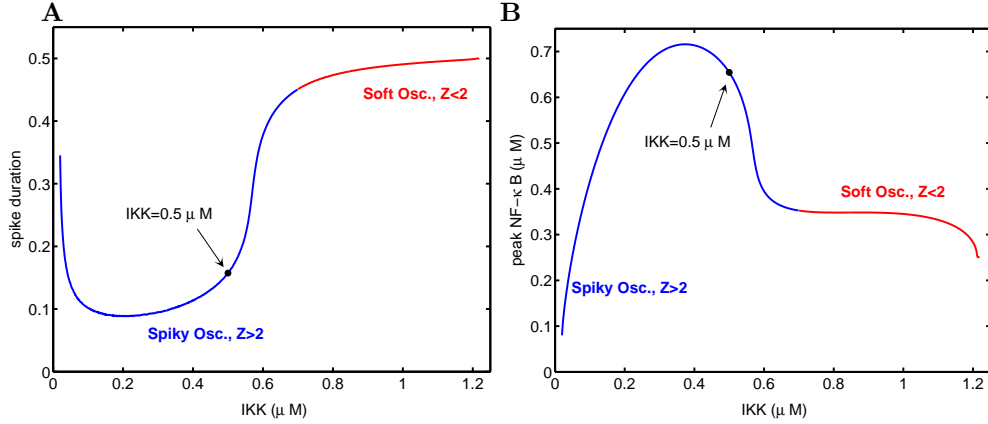 A
0.5
0.4
0.3
0.2
0.1
0
spike duration
Soft Osc., Z<2
IKK=0.5 μ M
Spiky Osc., Z>2
0 0.2 0.4 0.6 0.8 1 1.2
IKK (μ M)
B
0.7
0.6
0.5
0.4
0.3
0.2
0.1
peak NF−κ B (μ M)
IKK=0.5 μ M
Soft Osc., Z<2
Spiky Osc., Z>2
0 0.2 0.4 0.6 0.8 1 1.2
IKK (μ M)